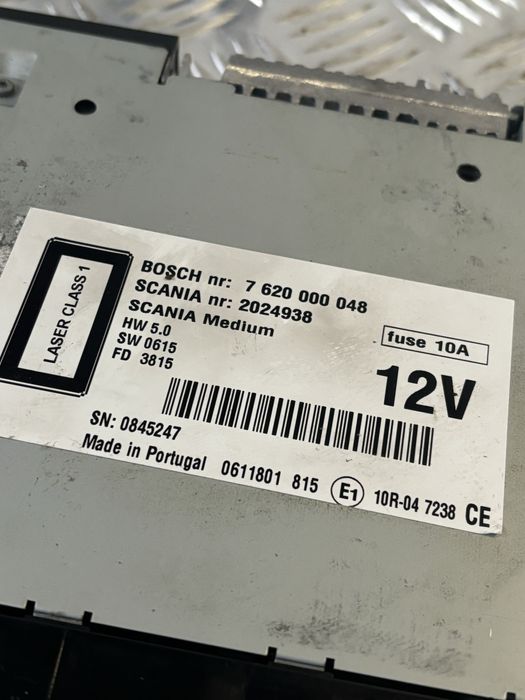 LASER CLASS 1
BOSCH nr: 7 620 000 048
SCANIA nr: 2024938
SCANIA Medium
HW 5.0
SW 0615
FD 3815
fuse 10A
12V
SN: 0845247
Made in Portugal 0611801 815 E1 10R-04 7238 CE